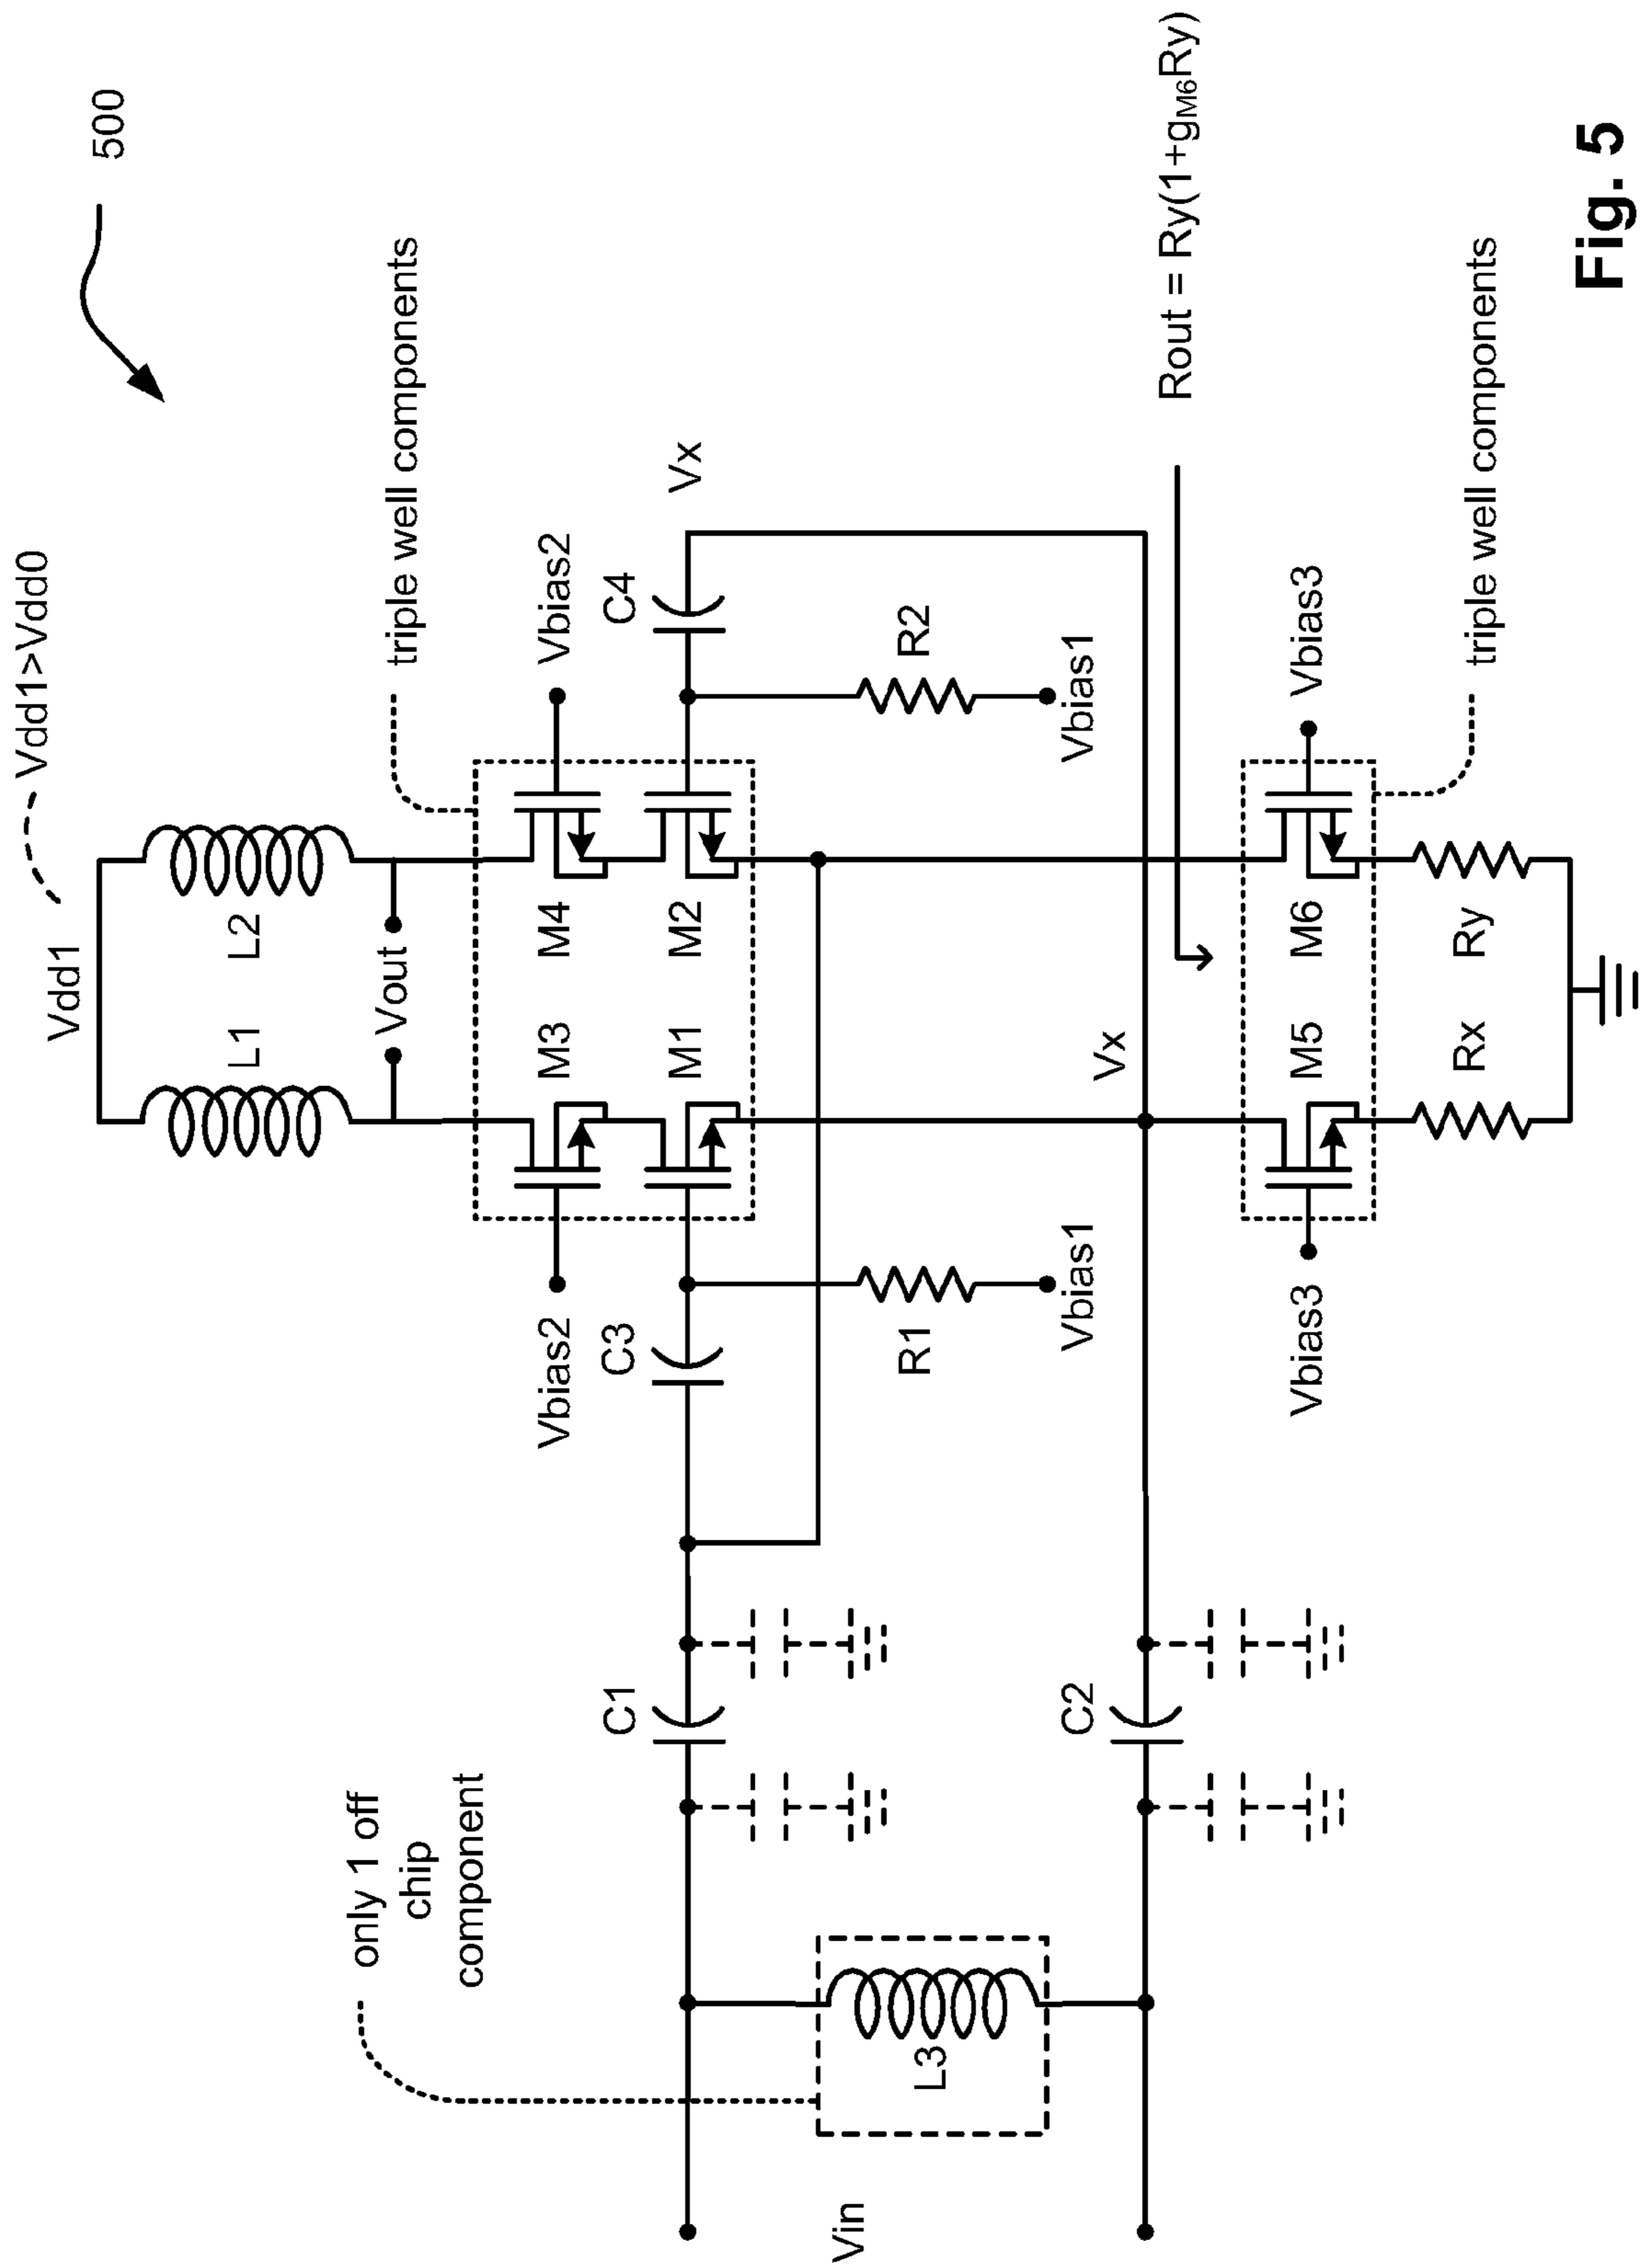 500
Vdd1>Vdd0
Vdd1
L1
L2
Vout
triple well components
Vbias2
M3
M4
Vbias2
C3
M1
M2
C4
Vx
only 1 off
chip
component
C1
R1
R2
Vin
L3
C2
Vbias1
Vx
Vbias1
Rout = Ry(1+gM6Ry)
Vbias3
M5
M6
Vbias3
Rx
Ry
triple well components
Fig. 5